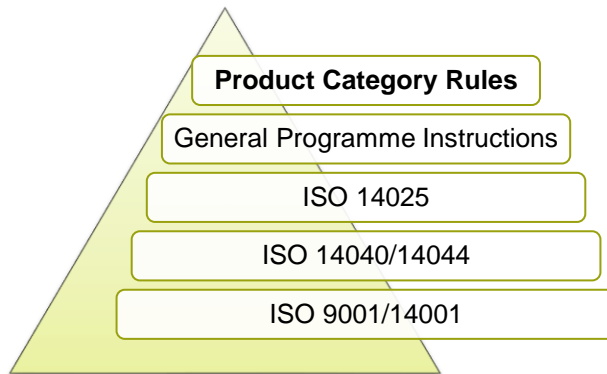 Product Category Rules
General Programme Instructions
ISO 14025
ISO 14040/14044
ISO 9001/14001